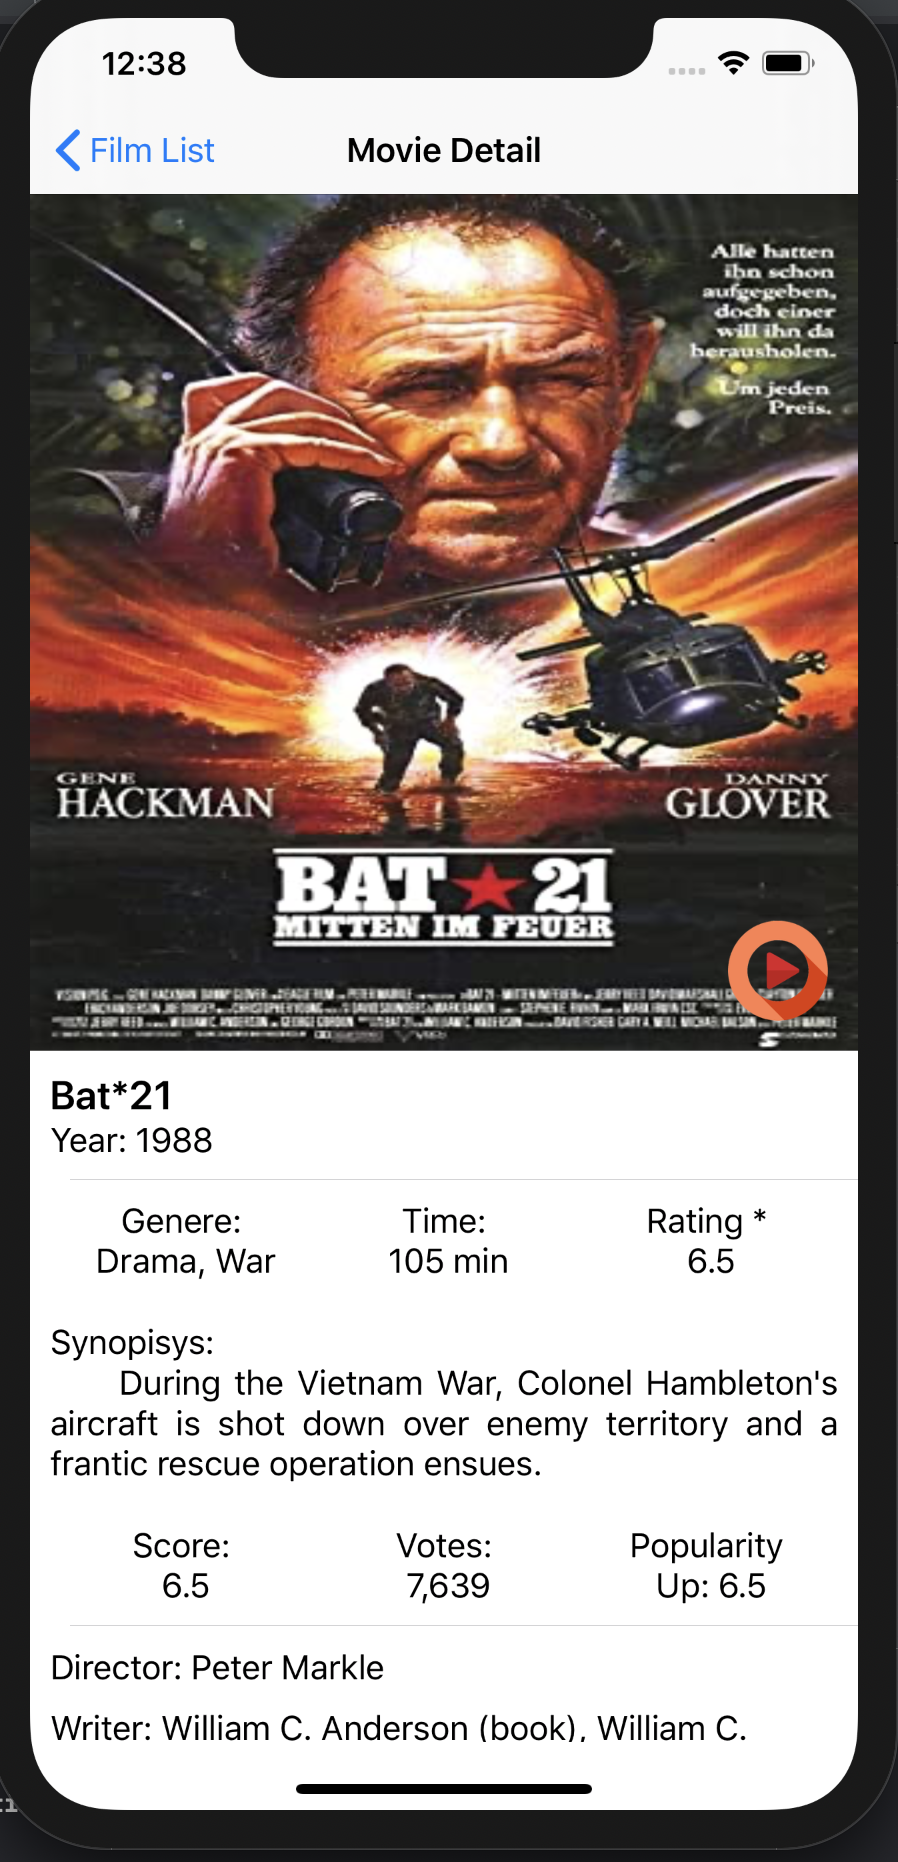 12:38
Film List
Movie Detail
Alle hatten
ihn schon
aufgegeben,
doch einer
will ihn da
herausholen.
Um jeden
Preis.
GENE
HACKMAN
DANNY
GLOVER
BAT★21
MITTEN IM FEUER
Bat*21
Year: 1988
Genere:
Drama, War
Time:
105 min
Rating *
6.5
Synopisys:
During the Vietnam War, Colonel Hambleton's
aircraft is shot down over enemy territory and a
frantic rescue operation ensues.
Score:
6.5
Votes:
7,639
Popularity
Up: 6.5
Director: Peter Markle
Writer: William C. Anderson (book), William C.